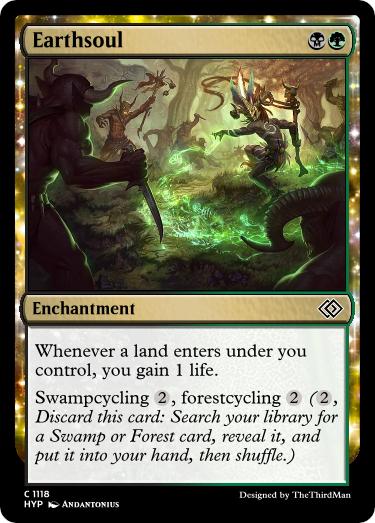 Earthsoul
Enchantment
Whenever a land enters under you
control, you gain 1 life.
Swampcycling 2, forestcycling 2 (2,
Discard this card: Search your library for
a Swamp or Forest card, reveal it, and
put it into your hand, then shuffle.)
C 1118
HYP Andantonius
Designed by TheThirdMan